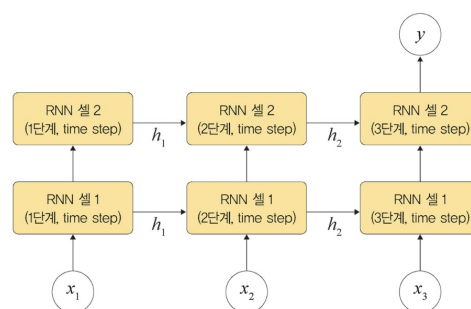 y
RNN 셀 2
(1단계, time step)
RNN 셀 2
(2단계, time step)
RNN 셀 2
(3단계, time step)
h₁
h₂
RNN 셀 1
(1단계, time step)
RNN 셀 1
(2단계, time step)
RNN 셀 1
(3단계, time step)
h₁
h₂
x₁
x₂
x₃